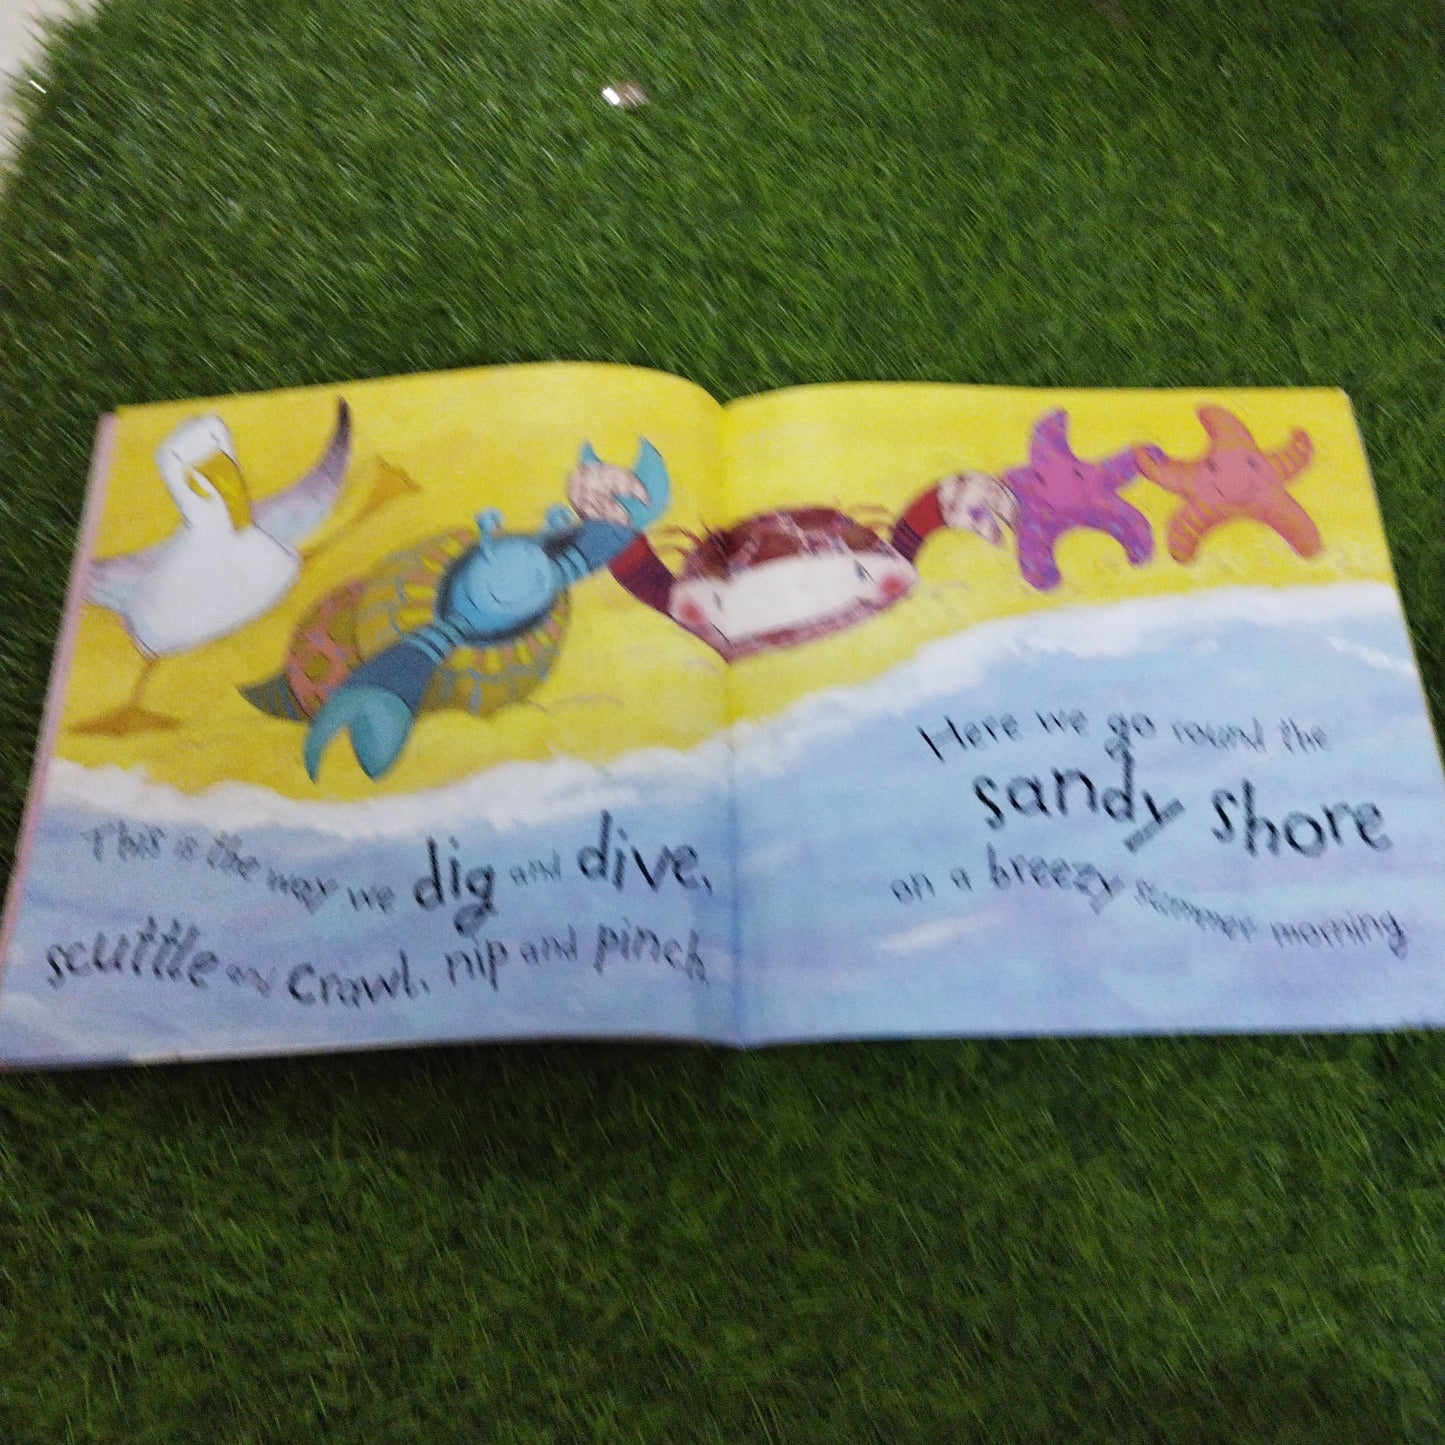 This is the way we dig and dive,
scuttle and crawl, nip and pinch
Here we go round the
sandy shore
on a breezy summer morning